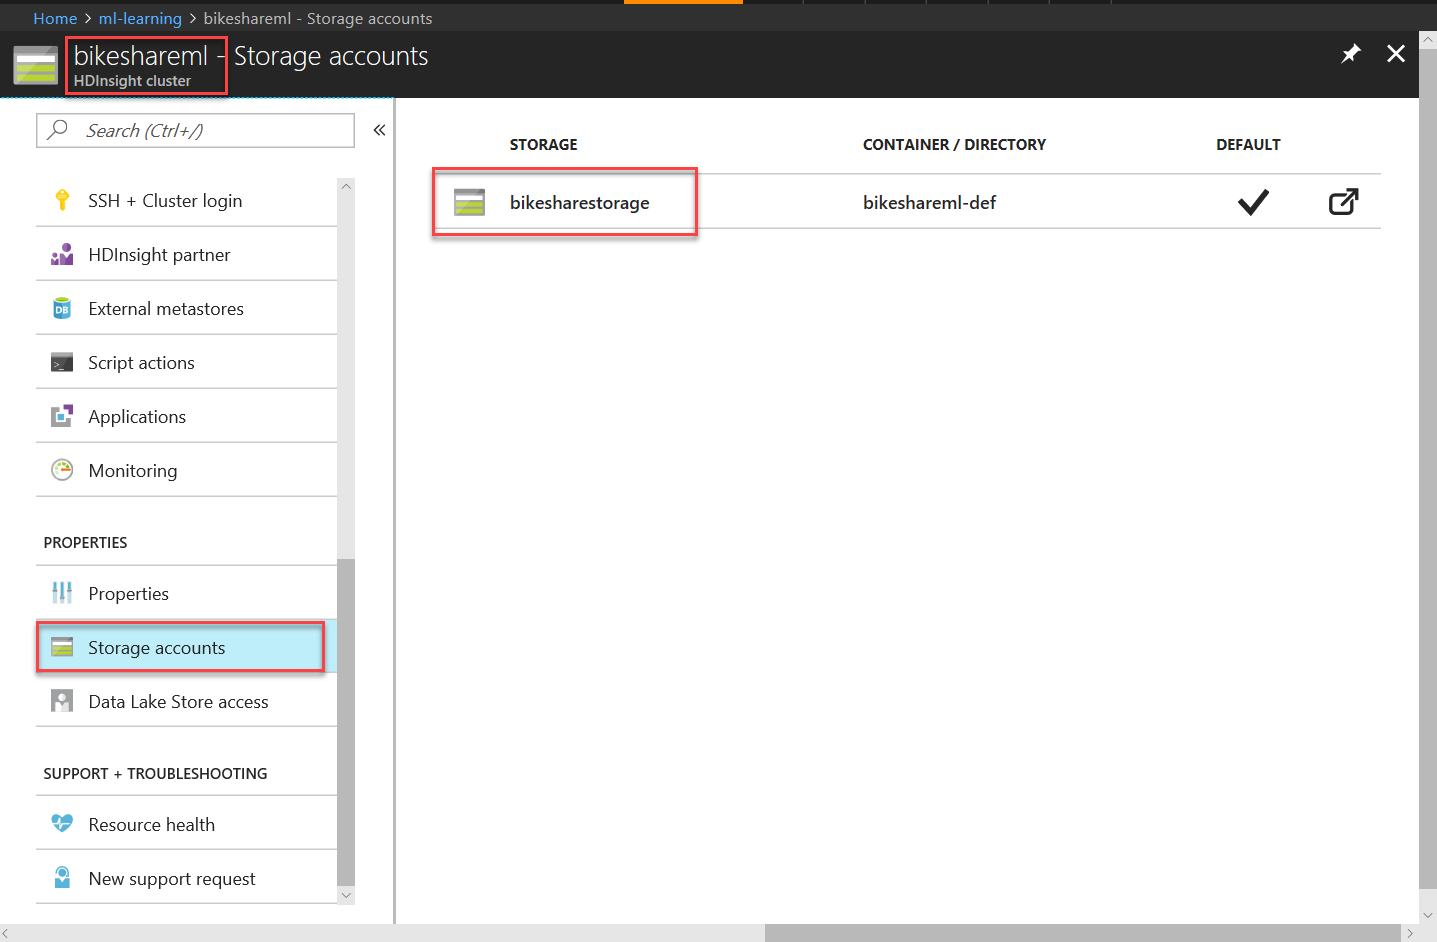 Home > ml-learning > bikeshareml - Storage accounts
bikeshareml - Storage accounts
HDInsight cluster
Search (Ctrl+/)
SSH + Cluster login
HDInsight partner
External metastores
Script actions
Applications
Monitoring
PROPERTIES
Properties
Storage accounts
Data Lake Store access
SUPPORT + TROUBLESHOOTING
Resource health
New support request
STORAGE CONTAINER / DIRECTORY DEFAULT
bikesharestorage bikeshareml-def